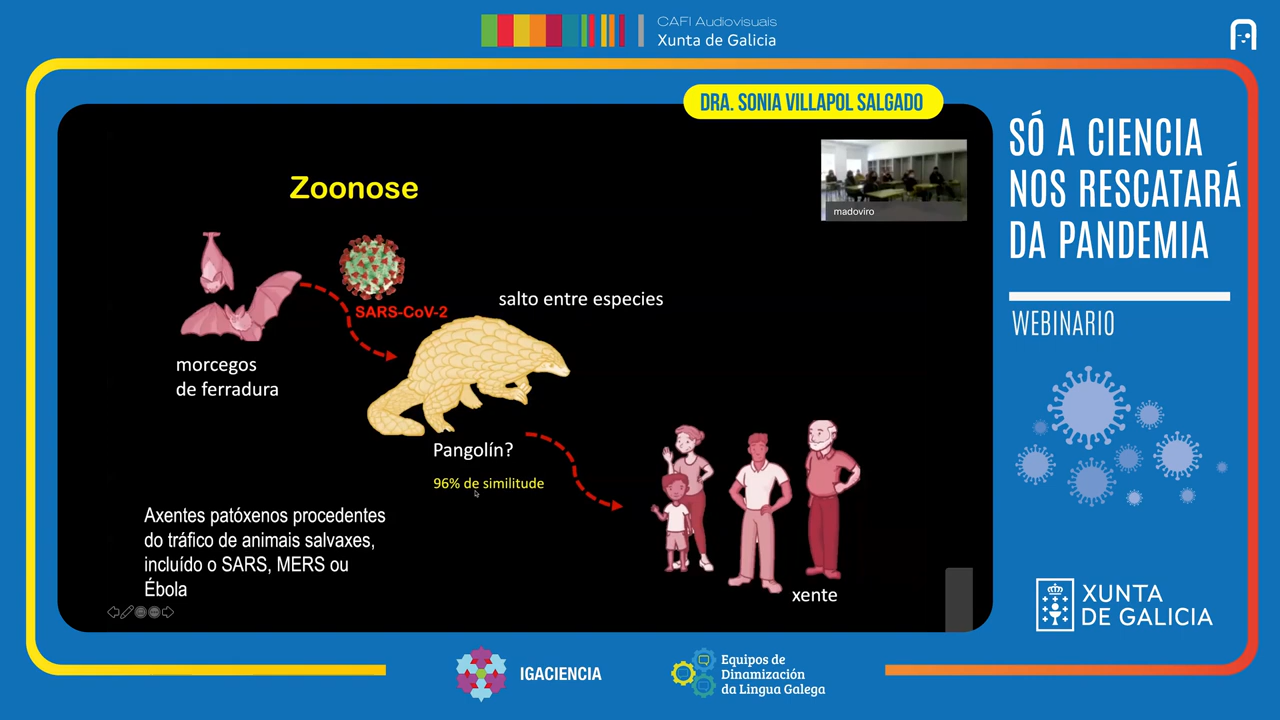 CAFI Audiovisuais
Xunta de Galicia
DRA. SONIA VILLAPOL SALGADO
SÓ A CIENCIA
NOS RESCATARÁ
DA PANDEMIA
WEBINARIO
madoviro
Zoonose
SARS-CoV-2
salto entre especies
morcegos
de ferradura
Pangolín?
96% de similitude
Axentes patóxenos procedentes
do tráfico de animais salvaxes,
incluído o SARS, MERS ou
Ébola
xente
XUNTA
DE GALICIA
IGACIENCIA
Equipos de
Dinamización
da Lingua Galega